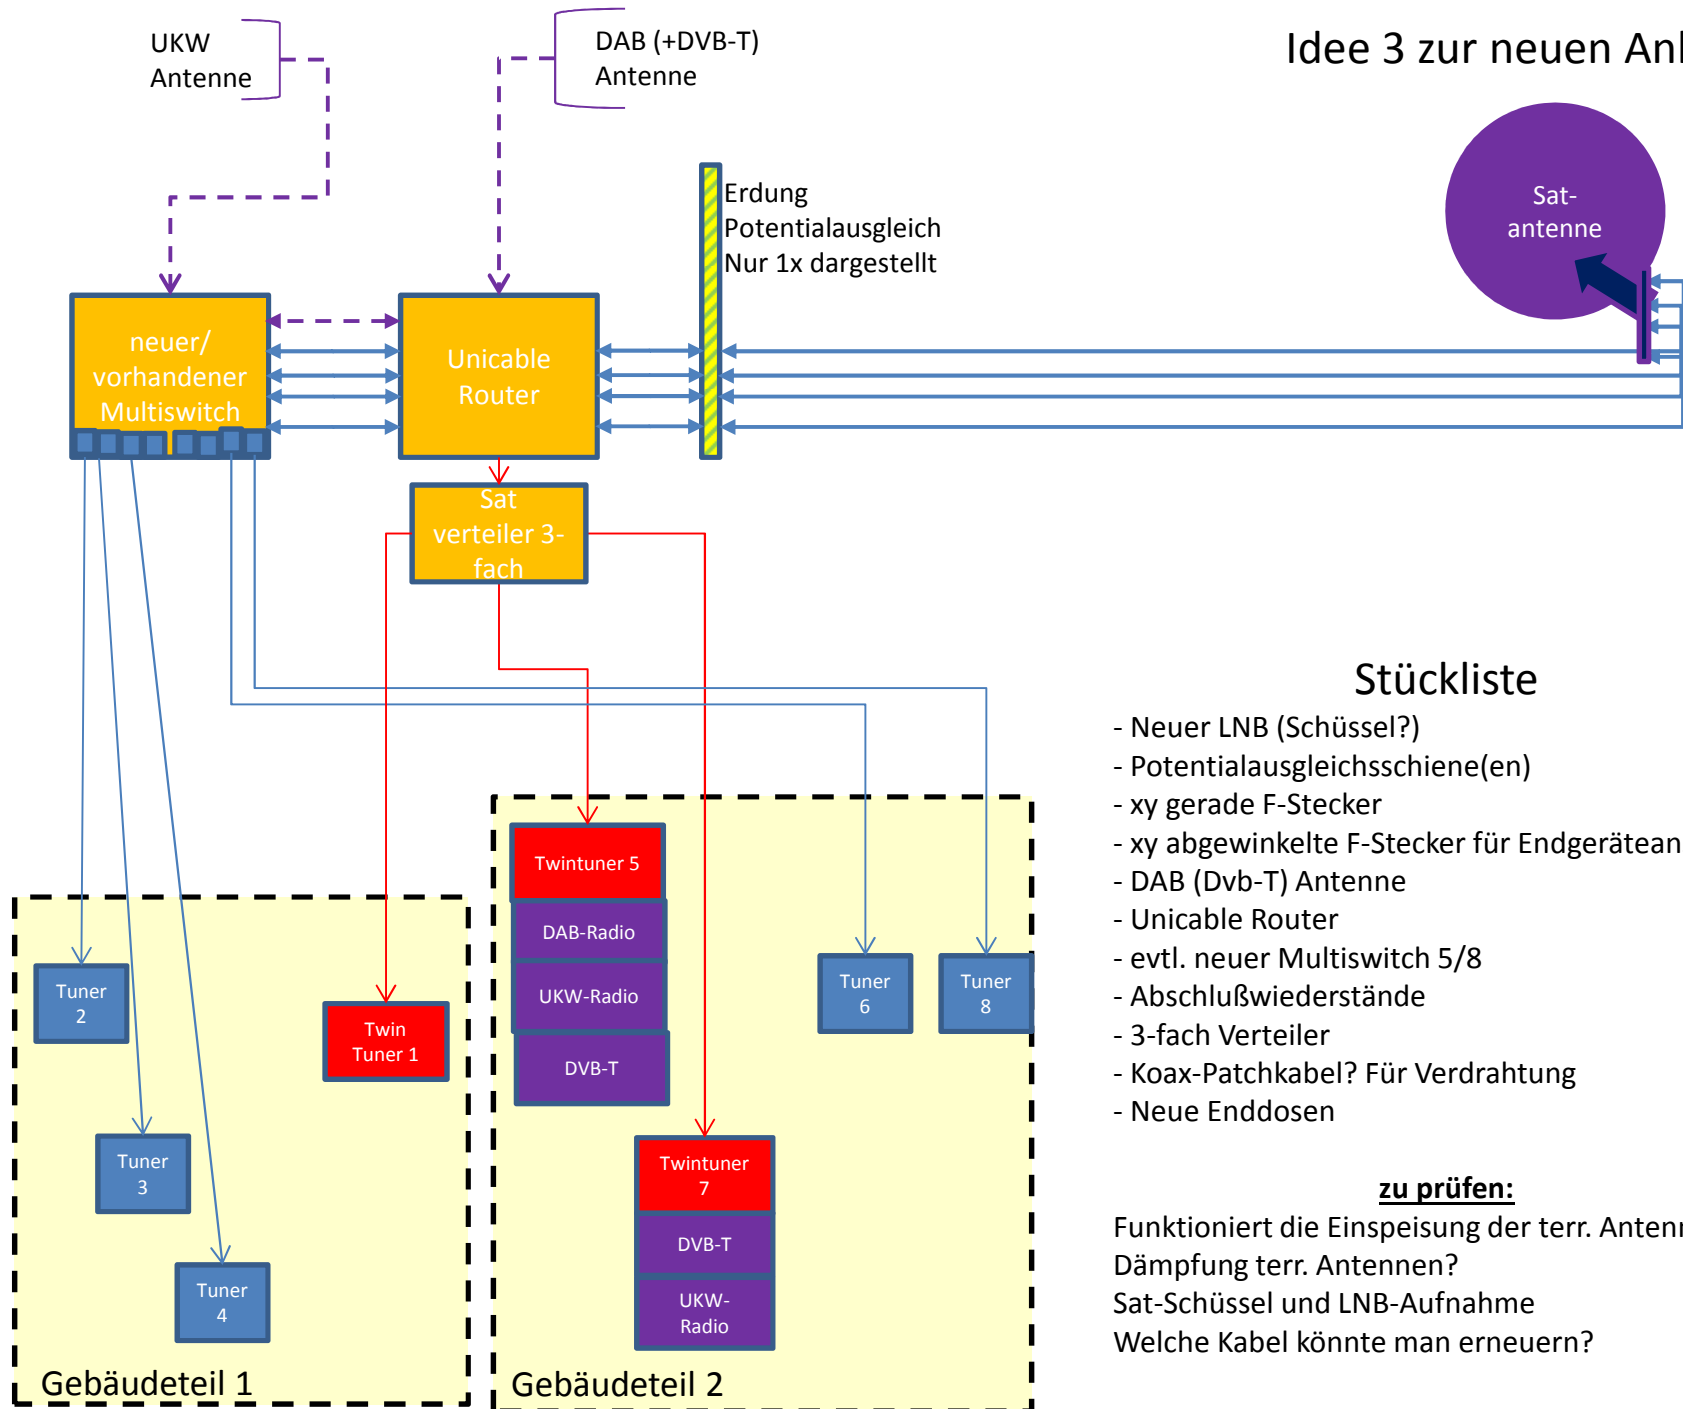 UKW
Antenne
DAB (+DVB-T)
Antenne
Idee 3 zur neuen
Erdung
Potentialausgleich
Nur 1x dargestellt
Sat-
antenne
neuer/
vorhandener
Multiswitch
Unicable
Router
Sat
verteiler 3-
fach
Stückliste
- Neuer LNB (Schüssel?)
- Potentialausgleichsschiene(en)
- xy gerade F-Stecker
- xy abgewinkelte F-Stecker für
- DAB (Dvb-T) Antenne
- Unicable Router
- evtl. neuer Multiswitch 5/8
- Abschlußwiederstände
- 3-fach Verteiler
- Koax-Patchkabel? Für Verdrahtung
- Neue Enddosen
zu prüfen:
Funktioniert die Einspeisung der terr.
Dämpfung terr. Antennen?
Sat-Schüssel und LNB-Aufnahme
Welche Kabel könnte man erneuern?
Twintuner 5
DAB-Radio
UKW-Radio
DVB-T
Tuner
6
Tuner
8
Twintuner
7
DVB-T
UKW-
Radio
Gebäudeteil 2
Tuner
2
Twin
Tuner 1
Tuner
3
Tuner
4
Gebäudeteil 1